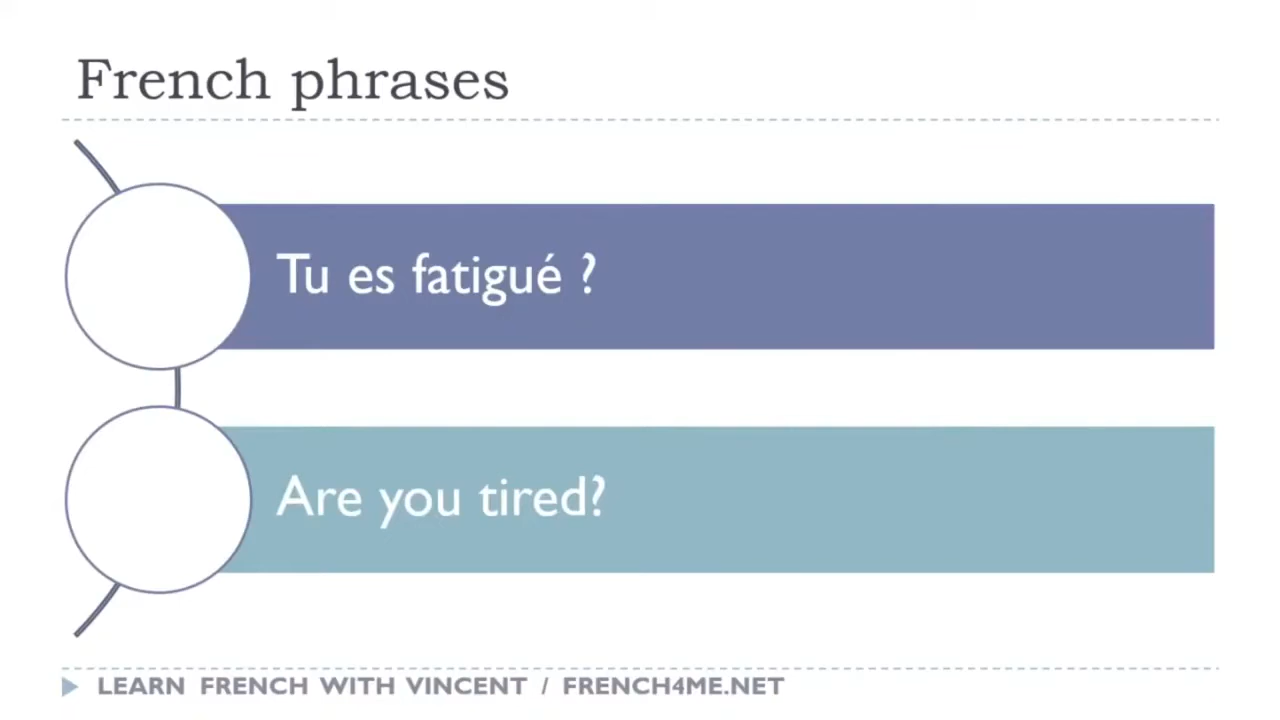 French phrases
Tu es fatigué ?
Are you tired?
LEARN FRENCH WITH VINCENT / FRENCH4ME.NET